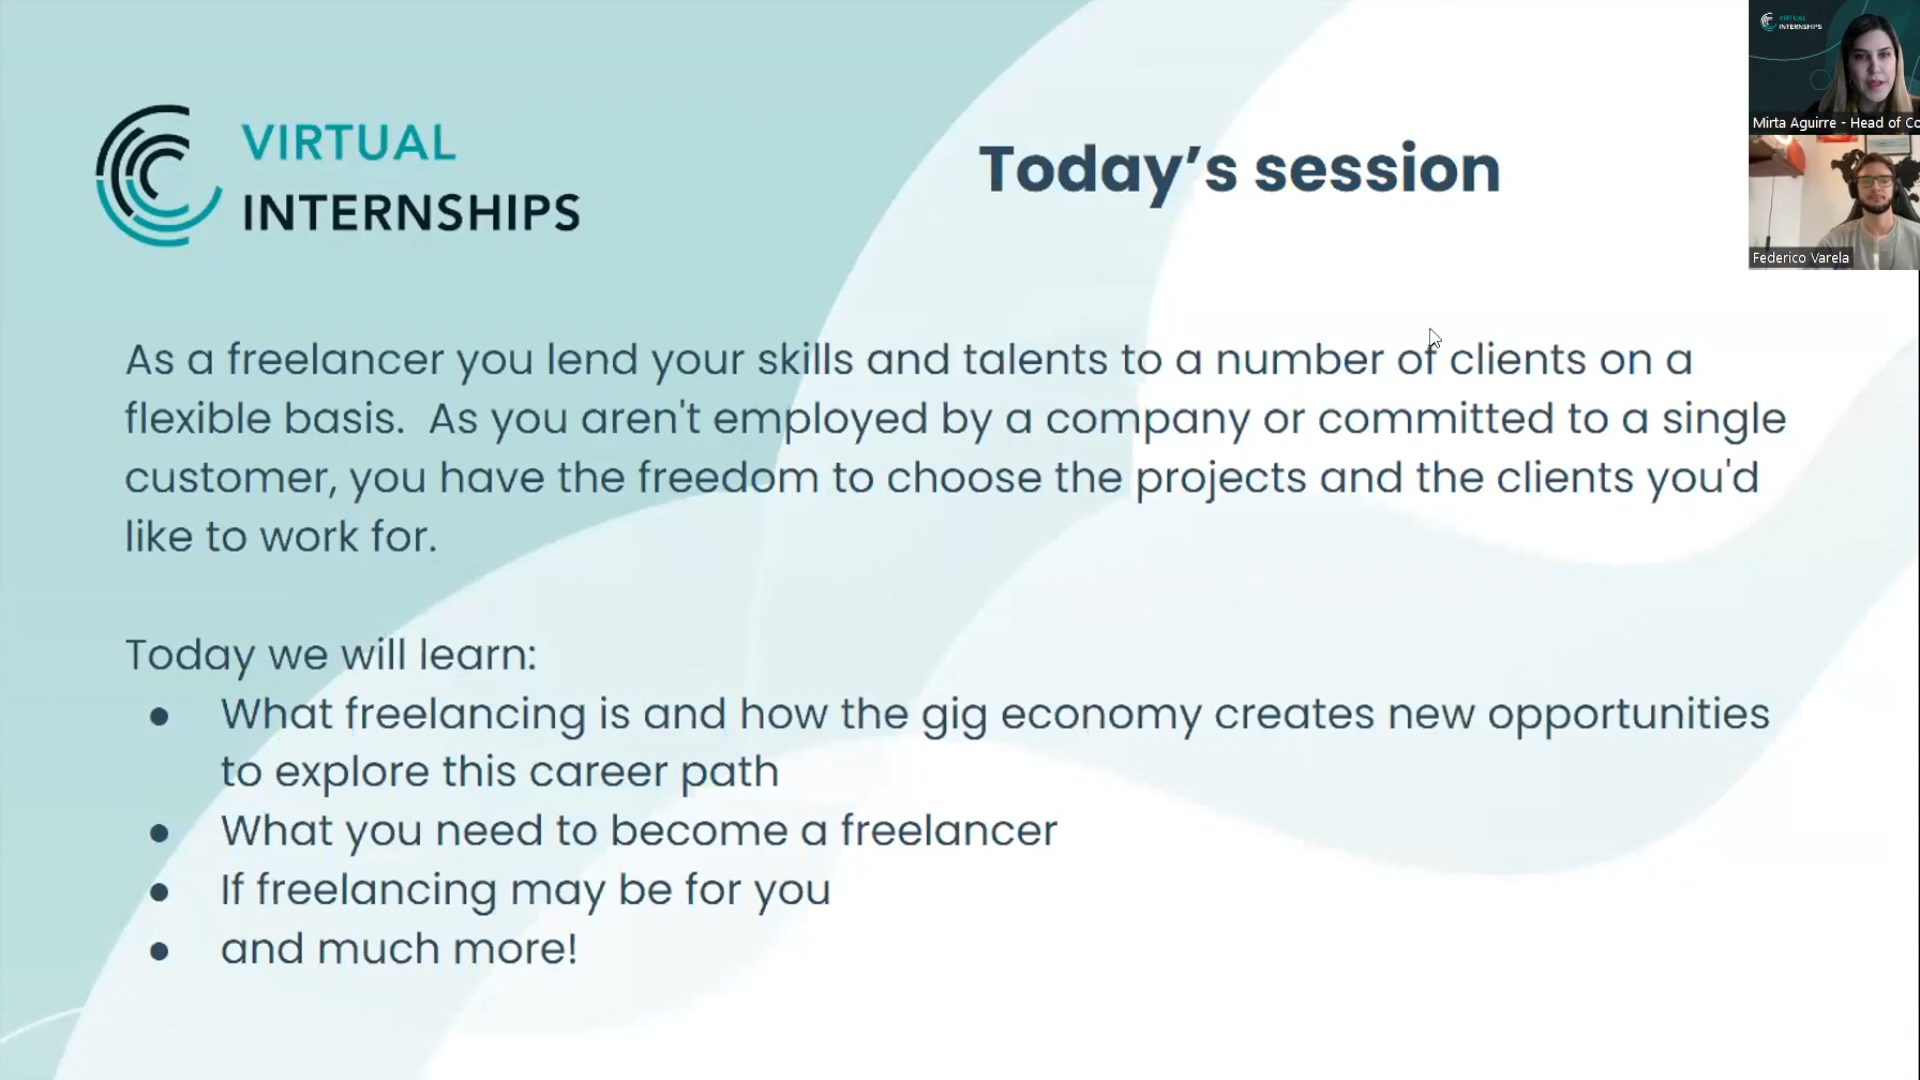 VIRTUAL
INTERNSHIPS
Today’s session
VIRTUAL
INTERNSHIPS
Mirta Aguirre - Head of Co
Federico Varela
As a freelancer you lend your skills and talents to a number of clients on a
flexible basis.  As you aren't employed by a company or committed to a single
customer, you have the freedom to choose the projects and the clients you'd
like to work for.
Today we will learn:
● What freelancing is and how the gig economy creates new opportunities
to explore this career path
● What you need to become a freelancer
● If freelancing may be for you
● and much more!